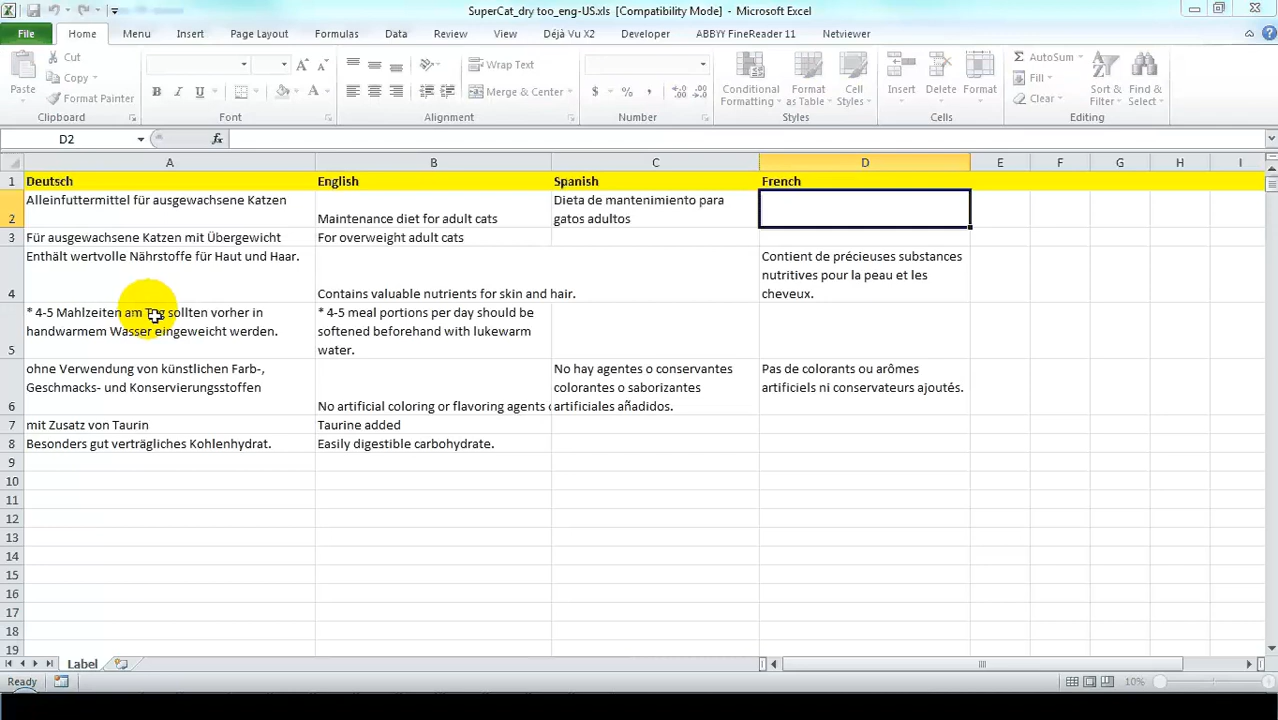 SuperCat_dry too_eng-US.xls [Compatibility Mode] - Microsoft Excel
File Home Menu Insert Page Layout Formulas Data Review View Déjà Vu X2 Developer ABBYY FineReader 11 Netviewer
Paste
Cut
Copy
Format Painter
Clipboard
B I U
Font
Wrap Text
Merge & Center
Alignment
$ % ,
Number
Conditional Formatting
Format as Table
Cell Styles
Styles
Insert
Delete
Format
Cells
AutoSum
Fill
Clear
Sort & Filter
Find & Select
Editing
D2 fx
A B C D E F G H I
1 Deutsch English Spanish French
2 Alleinfuttermittel für ausgewachsene Katzen
Maintenance diet for adult cats
Dieta de mantenimiento para
gatos adultos
3 Für ausgewachsene Katzen mit Übergewicht For overweight adult cats
4 Enthält wertvolle Nährstoffe für Haut und Haar.
Contains valuable nutrients for skin and hair.
Contient de précieuses substances
nutritives pour la peau et les
cheveux.
5 * 4-5 Mahlzeiten am Tag sollten vorher in
handwarmem Wasser eingeweicht werden.
* 4-5 meal portions per day should be
softened beforehand with lukewarm
water.
6 ohne Verwendung von künstlichen Farb-,
Geschmacks- und Konservierungsstoffen
No artificial coloring or flavoring agents
No hay agentes o conservantes
colorantes o saborizantes
artificiales añadidos.
Pas de colorants ou arômes
artificiels ni conservateurs ajoutés.
7 mit Zusatz von Taurin Taurine added
8 Besonders gut verträgliches Kohlenhydrat. Easily digestible carbohydrate.
9
10
11
12
13
14
15
16
17
18
19
Label
Ready 10%